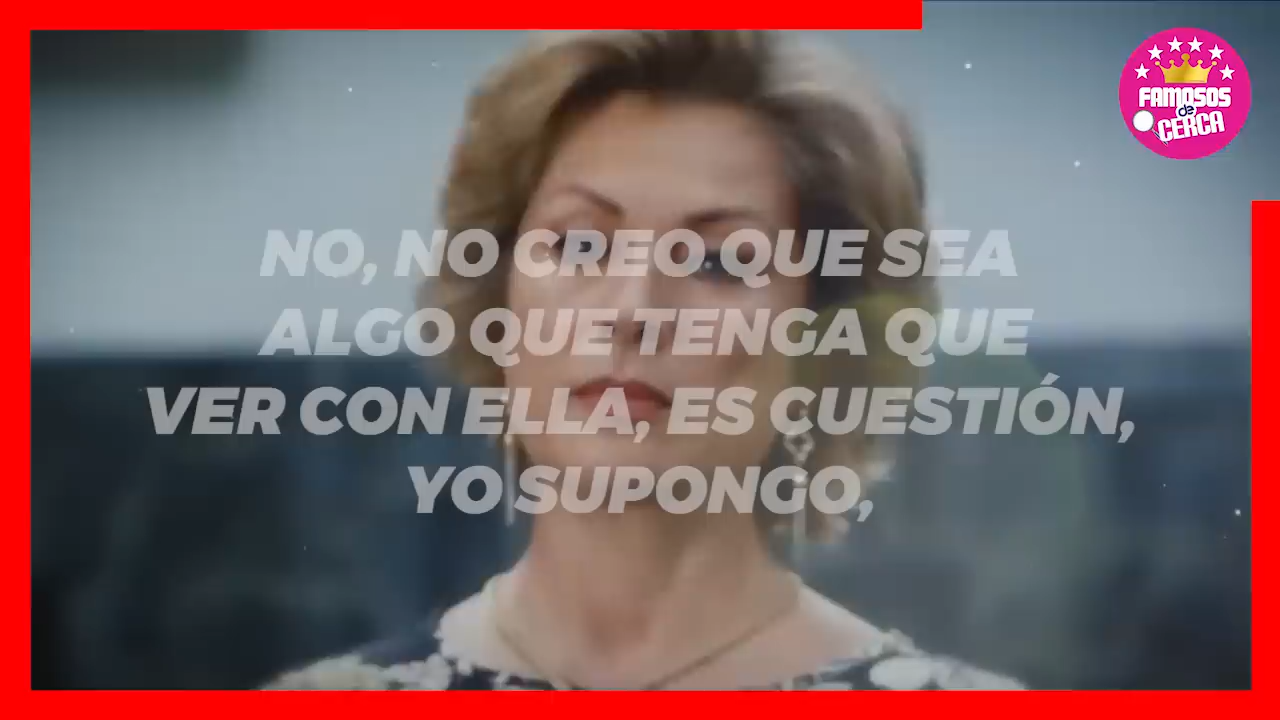 FAMOSOS
de
CERCA
NO, NO CREO QUE SEA
ALGO QUE TENGA QUE
VER CON ELLA, ES CUESTIÓN,
YO SUPONGO,